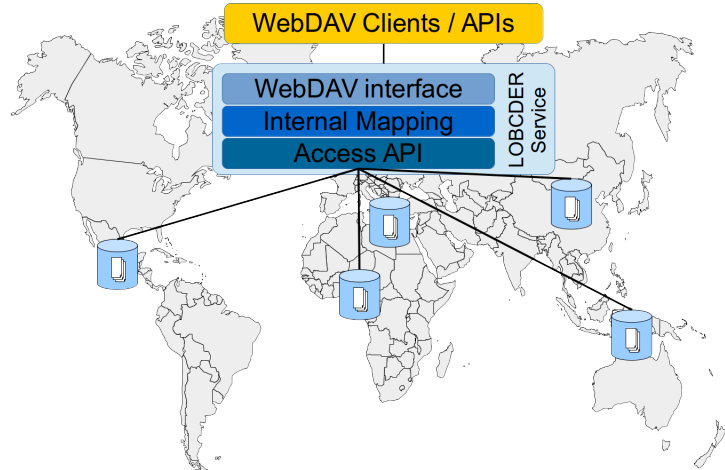 WebDAV Clients / APIs
WebDAV interface
Internal Mapping
Access API
LOBCDER
Service